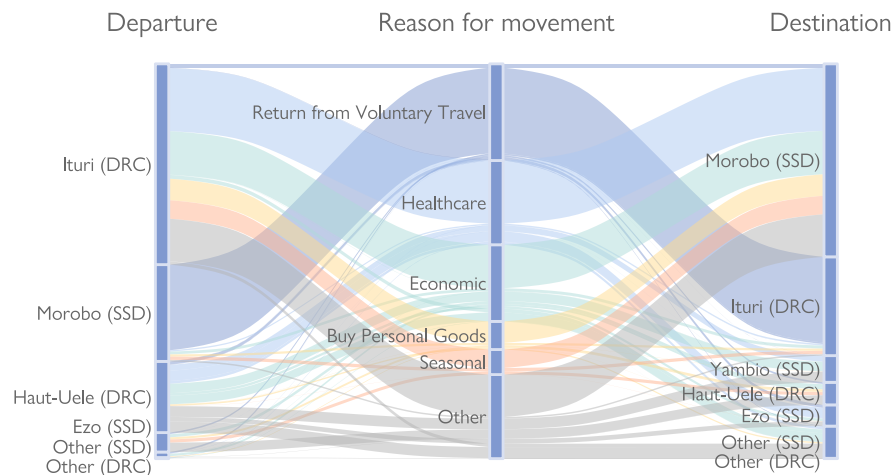 Departure
Reason for movement
Destination
Return from Voluntary Travel
Ituri (DRC)
Morobo (SSD)
Healthcare
Economic
Ituri (DRC)
Morobo (SSD)
Buy Personal Goods
Seasonal
Yambio (SSD)
Haut-Uele (DRC)
Haut-Uele (DRC)
Other
Ezo (SSD)
Ezo (SSD)
Other (SSD)
Other (SSD)
Other (DRC)
Other (DRC)